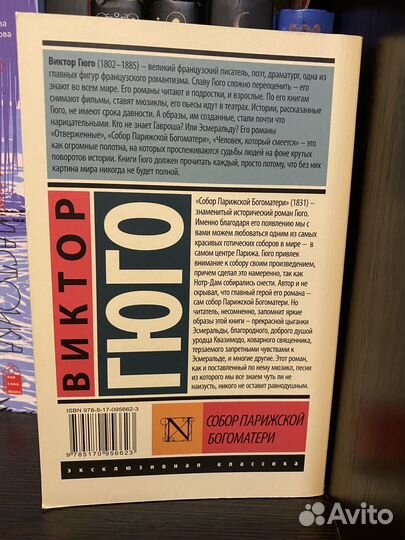 Виктор Гюго (1802–1885) – великий французский писатель, поэт, драматург, одна из
главных фигур французского романтизма. Славу Гюго сложно переоценить – его
знают во всем мире. Его романы читают и подростки, и взрослые. По его книгам
снимают фильмы, ставят мюзиклы, его пьесы идут в театрах. Истории, рассказанные
Гюго, не имеют срока давности. А образы, им созданные, стали почти что
нарицательными. Кто не знает Гавроша? Или Эсмеральду? Его романы
«Отверженные», «Собор Парижской Богоматери», «Человек, который смеется» – это
как огромные полотна, на которых прослеживаются судьбы людей на фоне крутых
поворотов истории. Книги Гюго должен прочитать каждый, просто потому, что без них
картина мира никогда не будет полной.
ВИКТОР
ГЮГО
«Собор Парижской Богоматери» (1831) –
знаменитый исторический роман Гюго.
Именно благодаря его появлению мы с
вами можем любоваться одним из самых
красивых готических соборов в мире – в
самом центре Парижа. Гюго привлек
внимание к собору своим произведением,
причем сделал это намеренно, так как
Нотр-Дам собирались снести. Автор и не
скрывал, что главный герой его романа –
сам собор Парижской Богоматери. Но
читатель, несомненно, запомнит яркие
образы этой книги – прекрасной цыганки
Эсмеральды, благородного, доброго душой
уродца Квазимодо, коварного священника,
терзаемого запретными чувствами к
Эсмеральде, и многие другие. Этот роман,
как и поставленный по нему мюзикл, песни
из которого мы все знаем чуть ли не
наизусть, никого не оставит равнодушным.
ISBN 978-5-17-095662-3
9 785170 956623
N
СОБОР ПАРИЖСКОЙ
БОГОМАТЕРИ
эксклюзивная классика
Avito